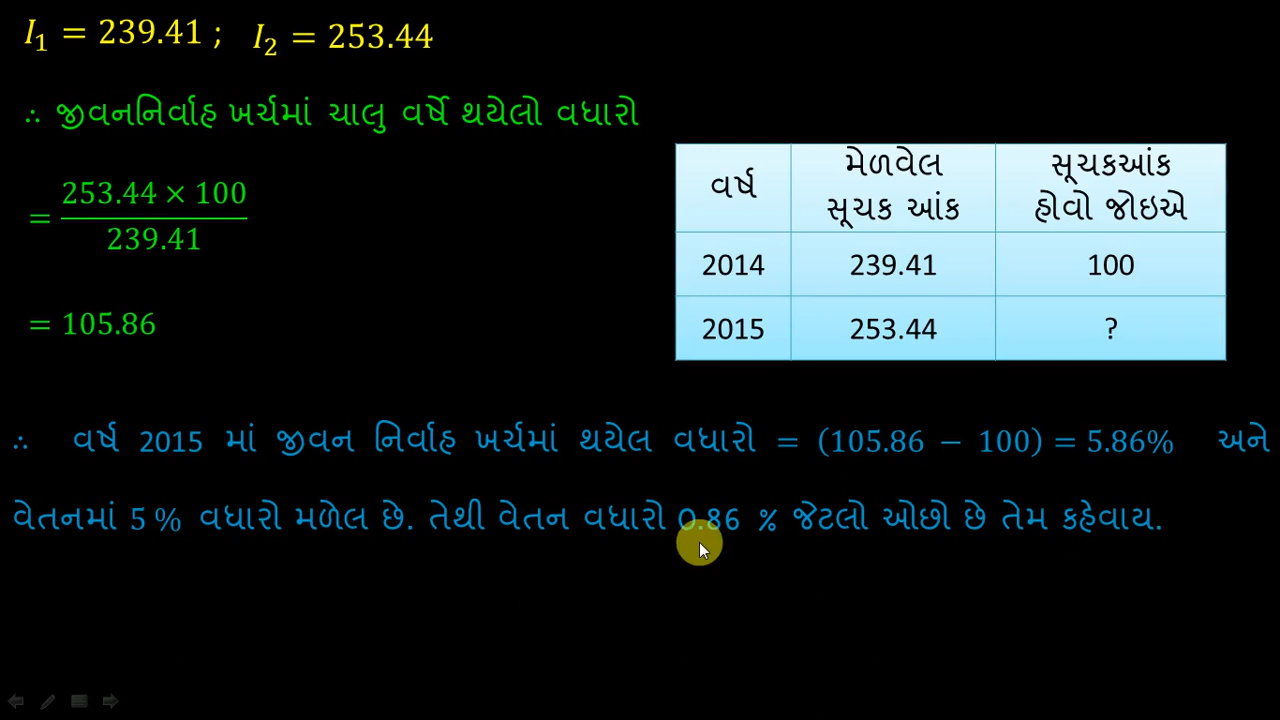 I₁ = 239.41 ; I₂ = 253.44
∴ જીવનનિર્વાહ ખર્ચમાં ચાલુ વર્ષે થયેલો વધારો
= 253.44 × 100
239.41
= 105.86
વર્ષ મેળવેલ સૂચક આંક સૂચકઆંક હોવો જોઇએ
2014 239.41 100
2015 253.44 ?
∴ વર્ષ 2015 માં જીવન નિર્વાહ ખર્ચમાં થયેલ વધારો = (105.86 − 100) = 5.86% અને
વેતનમાં 5 % વધારો મળેલ છે. તેથી વેતન વધારો 0.86 % જેટલો ઓછો છે તેમ કહેવાય.